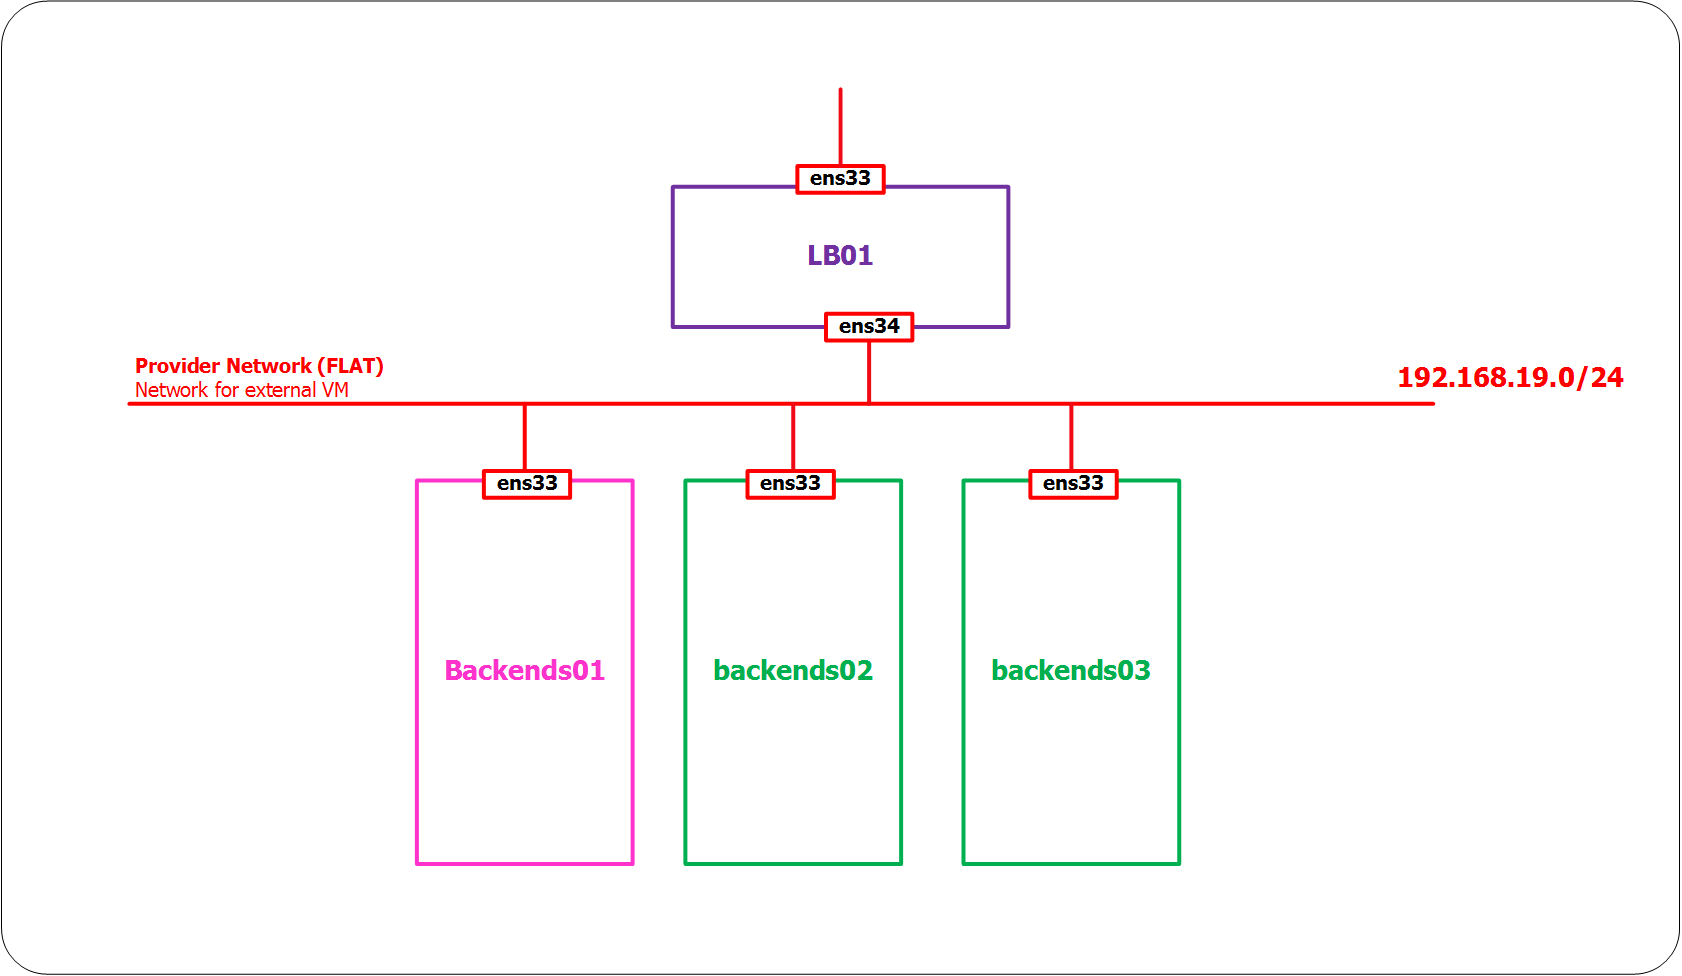 ens33
LB01
ens34
Provider Network (FLAT)
Network for external VM
192.168.19.0/24
ens33
ens33
ens33
Backends01
backends02
backends03